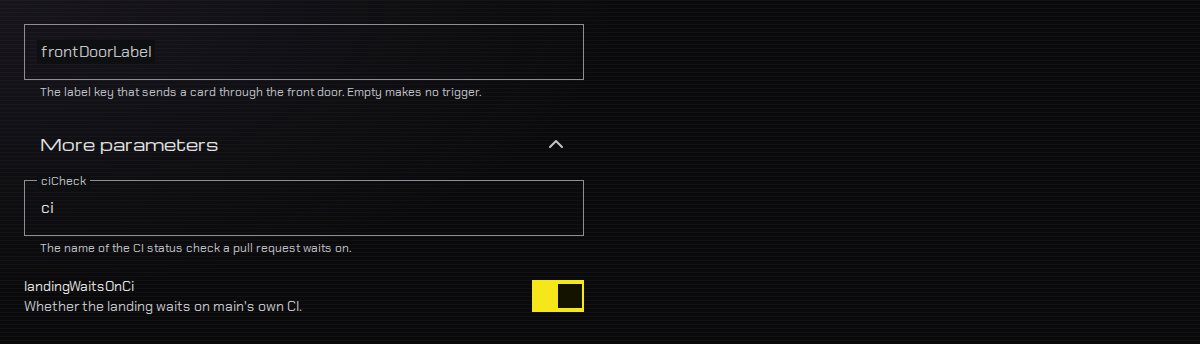 frontDoorLabel
The label key that sends a card through the front door. Empty makes no trigger.
More parameters
ciCheck
ci
The name of the CI status check a pull request waits on.
landingWaitsOnCi
Whether the landing waits on main's own CI.